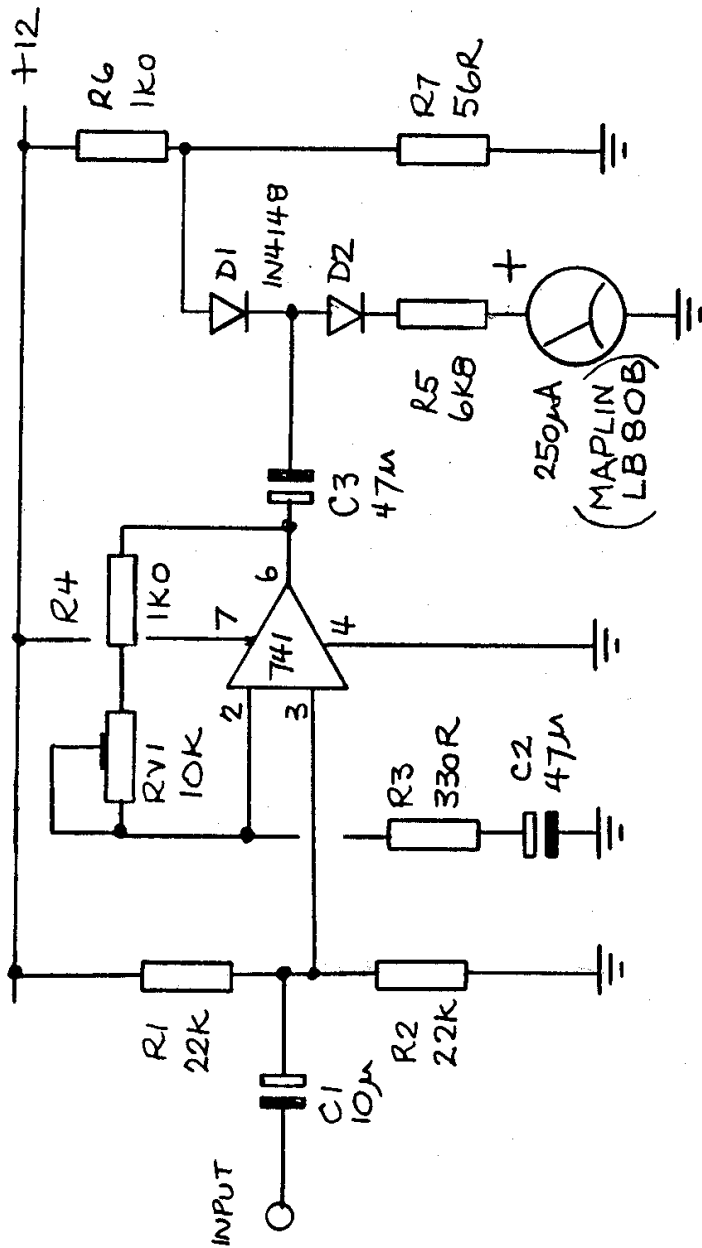 +12
R6
1K0
R4
1K0
RV1
10K
R1
22K
INPUT
C1
10μ
R2
22K
2
3
741
7
6
4
R3
330R
C2
47μ
C3
47μ
D1
IN4148
D2
R5
6K8
R7
56R
+
250μA
(MAPLIN
LB80B)